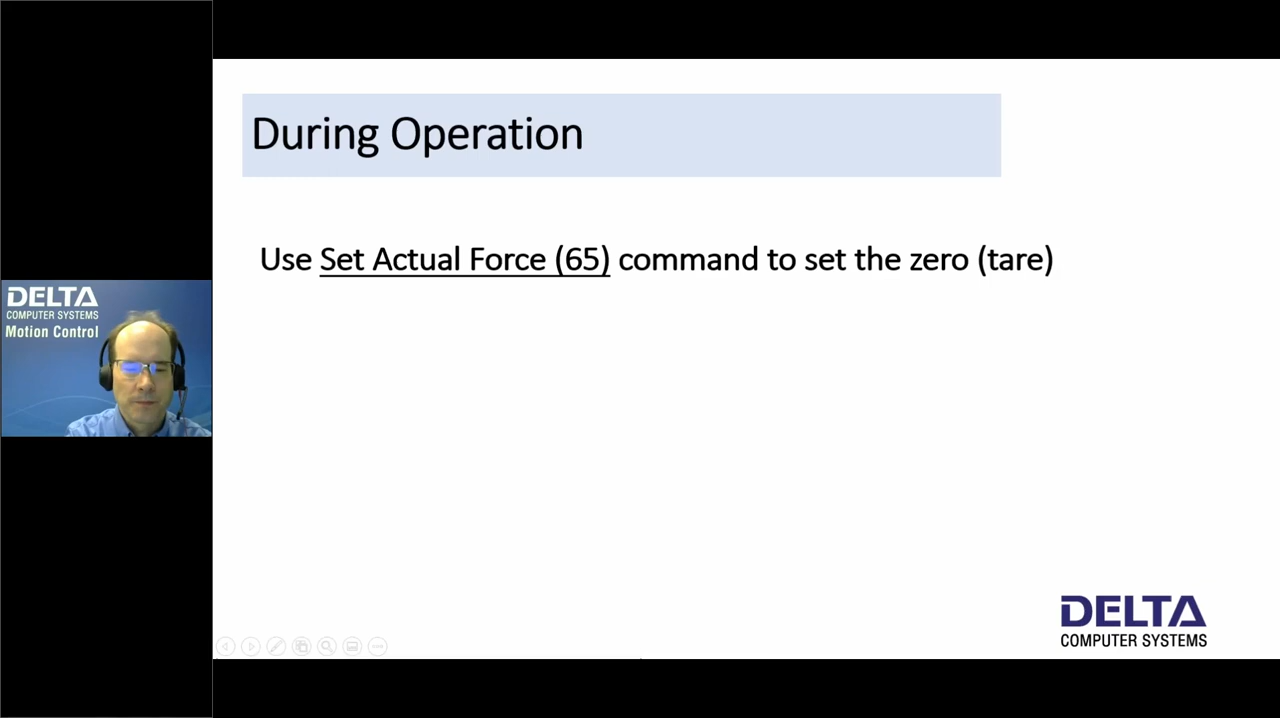 During Operation
Use Set Actual Force (65) command to set the zero (tare)
DELTA
COMPUTER SYSTEMS
Motion Control
DELTA
COMPUTER SYSTEMS